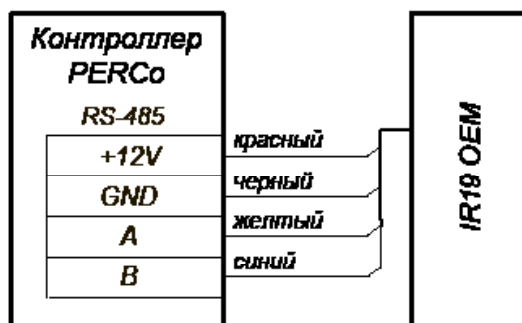 Контроллер
PERCo
RS-485
+12V
GND
A
B
красный
черный
желтый
синий
IR19 OEM